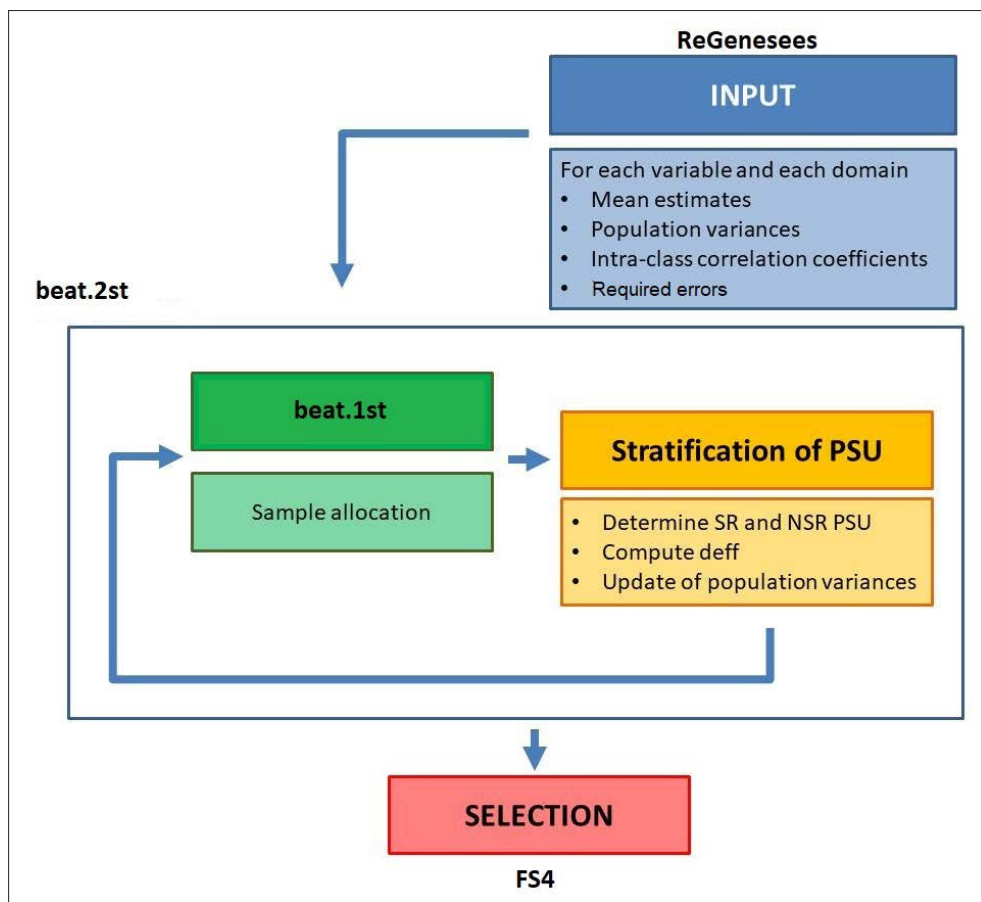 ReGenesees
INPUT
For each variable and each domain
• Mean estimates
• Population variances
• Intra-class correlation coefficients
• Required errors
beat.2st
beat.1st
Sample allocation
Stratification of PSU
• Determine SR and NSR PSU
• Compute deff
• Update of population variances
SELECTION
FS4